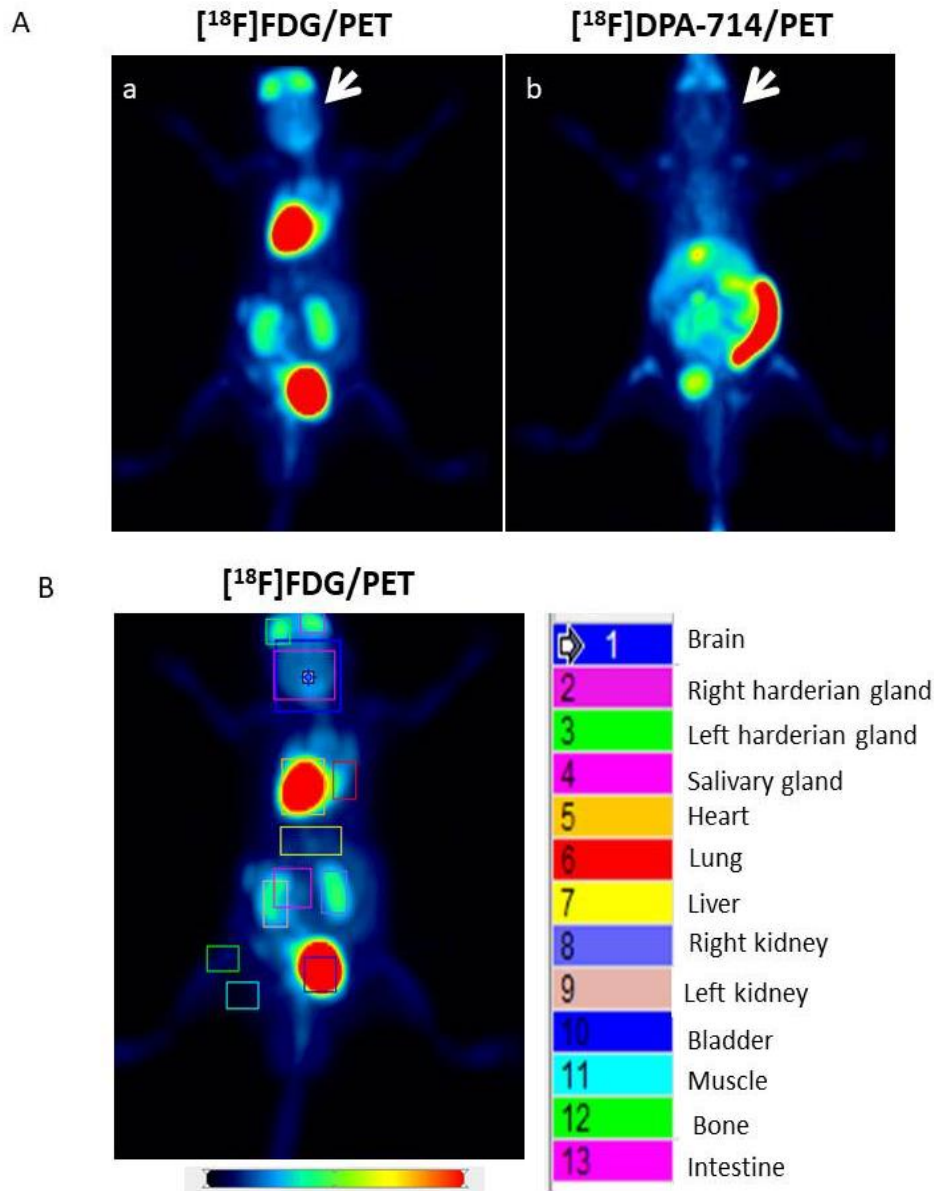 A
[¹⁸F]FDG/PET
[¹⁸F]DPA-714/PET
a
b
B
[¹⁸F]FDG/PET
1 Brain
2 Right harderian gland
3 Left harderian gland
4 Salivary gland
5 Heart
6 Lung
7 Liver
8 Right kidney
9 Left kidney
10 Bladder
11 Muscle
12 Bone
13 Intestine